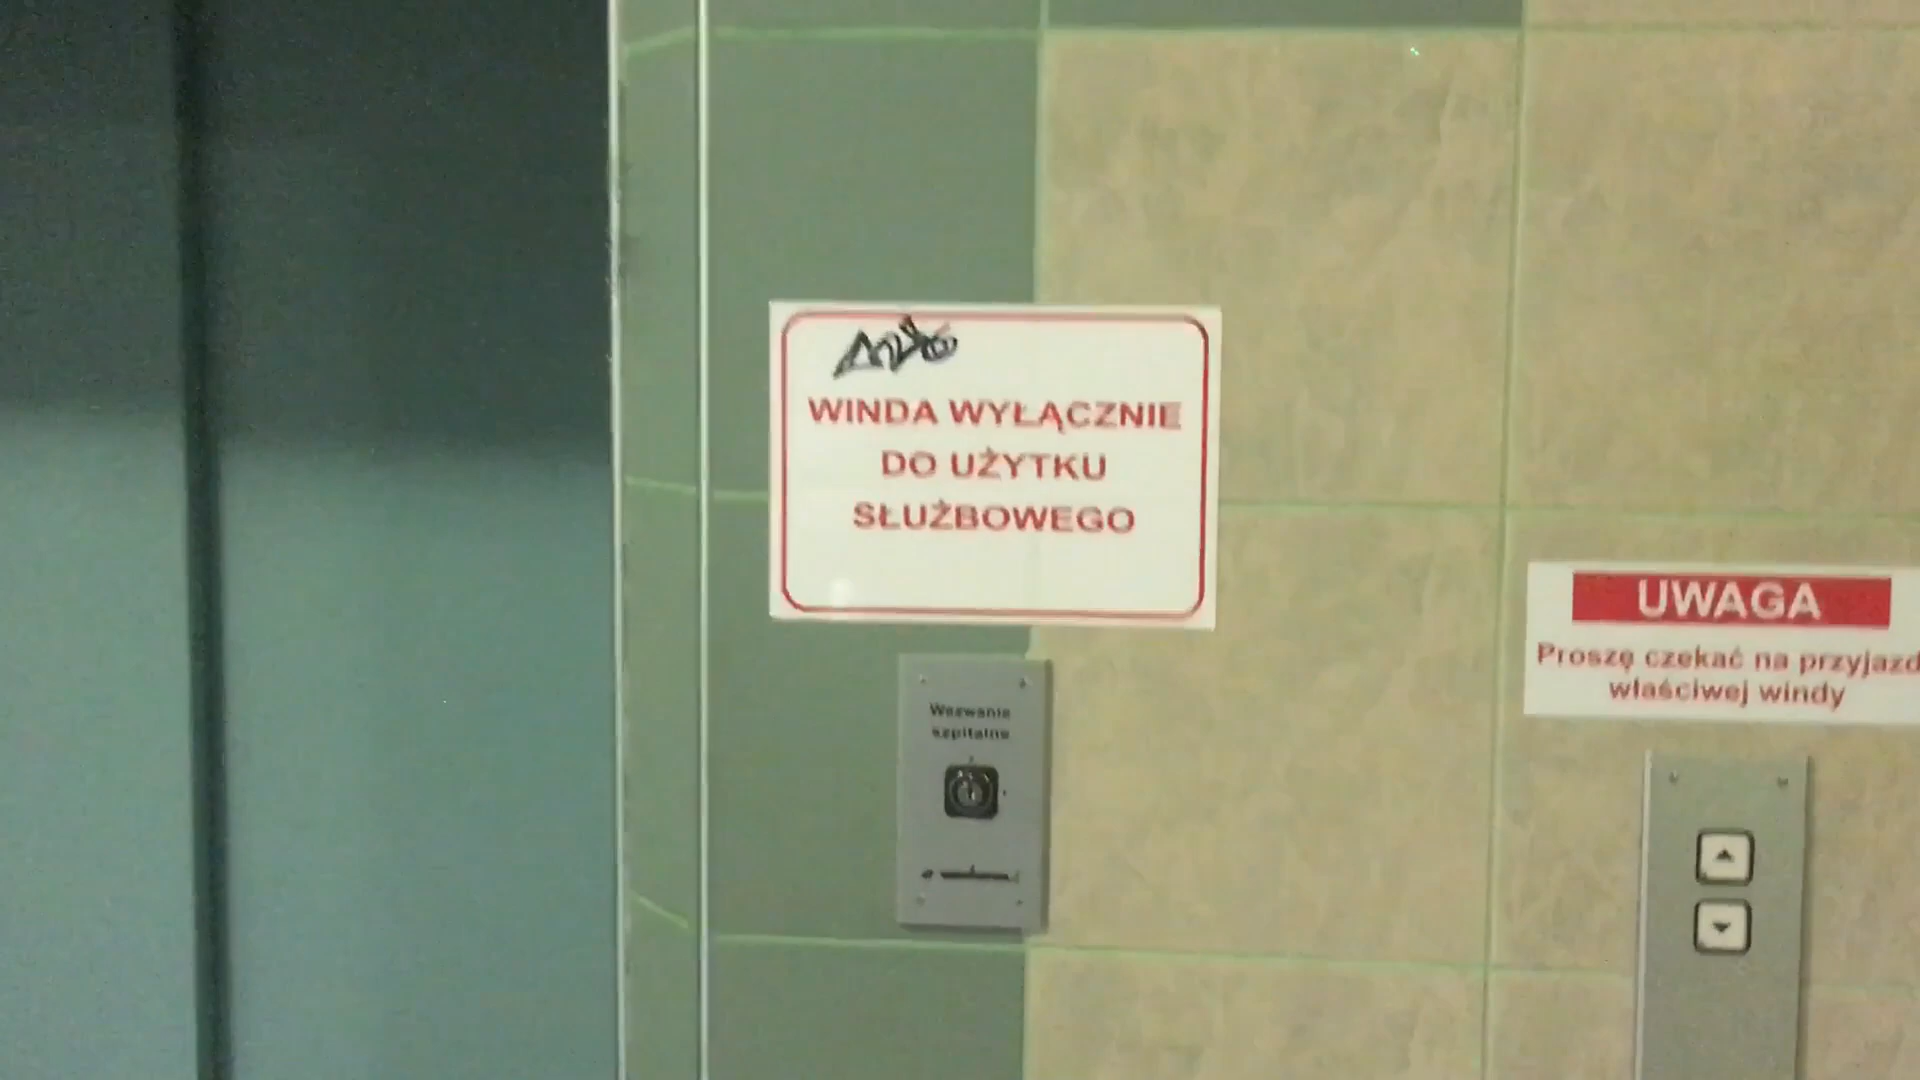 WINDA WYŁĄCZNIE
DO UŻYTKU
SŁUŻBOWEGO
Wezwanie
szpitalne
UWAGA
Proszę czekać na przyjazd
właściwej windy